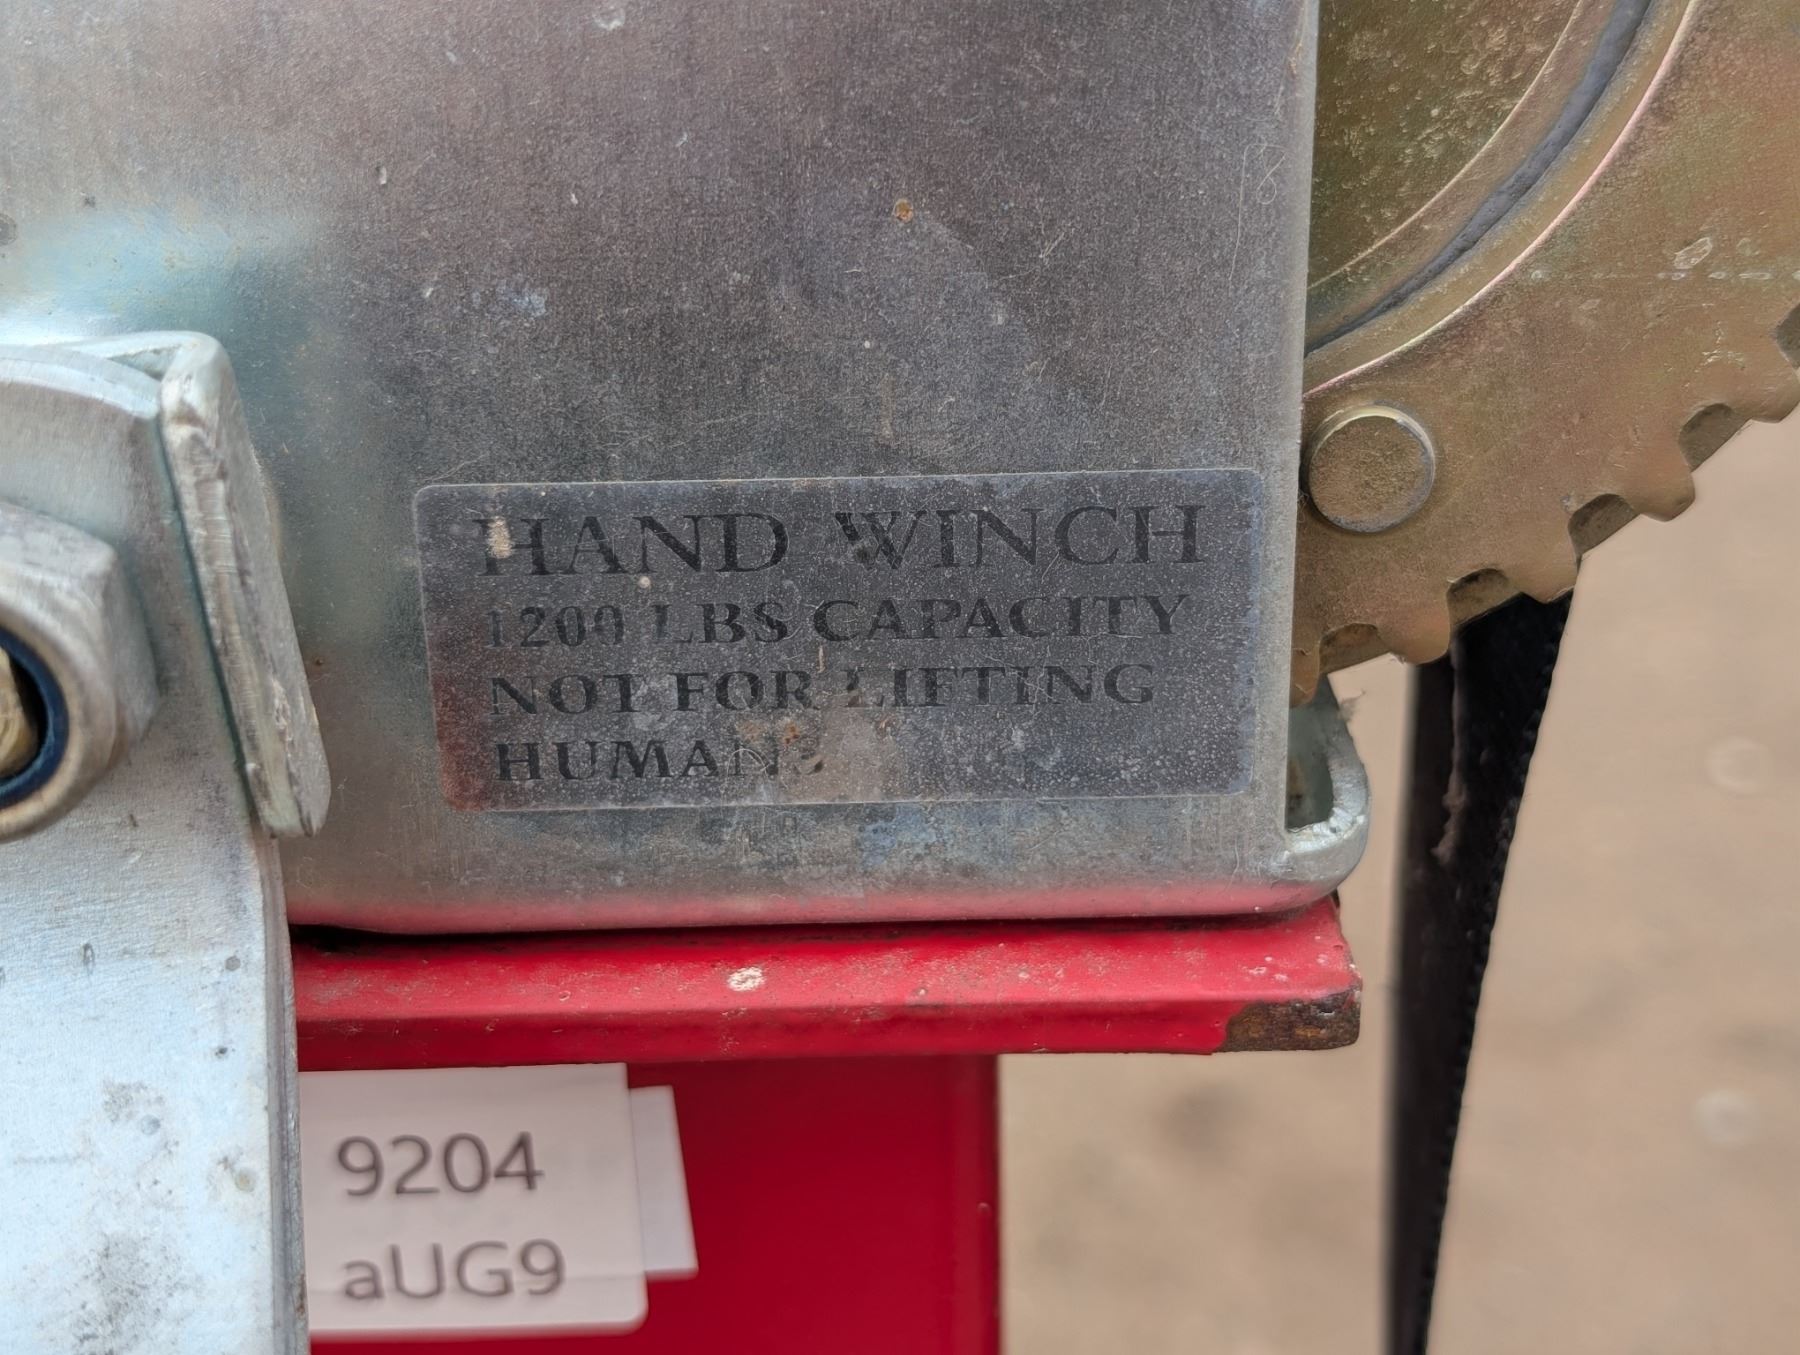 HAND WINCH
1200 LBS CAPACITY
NOT FOR LIFTING
HUMANS
9204
aUG9